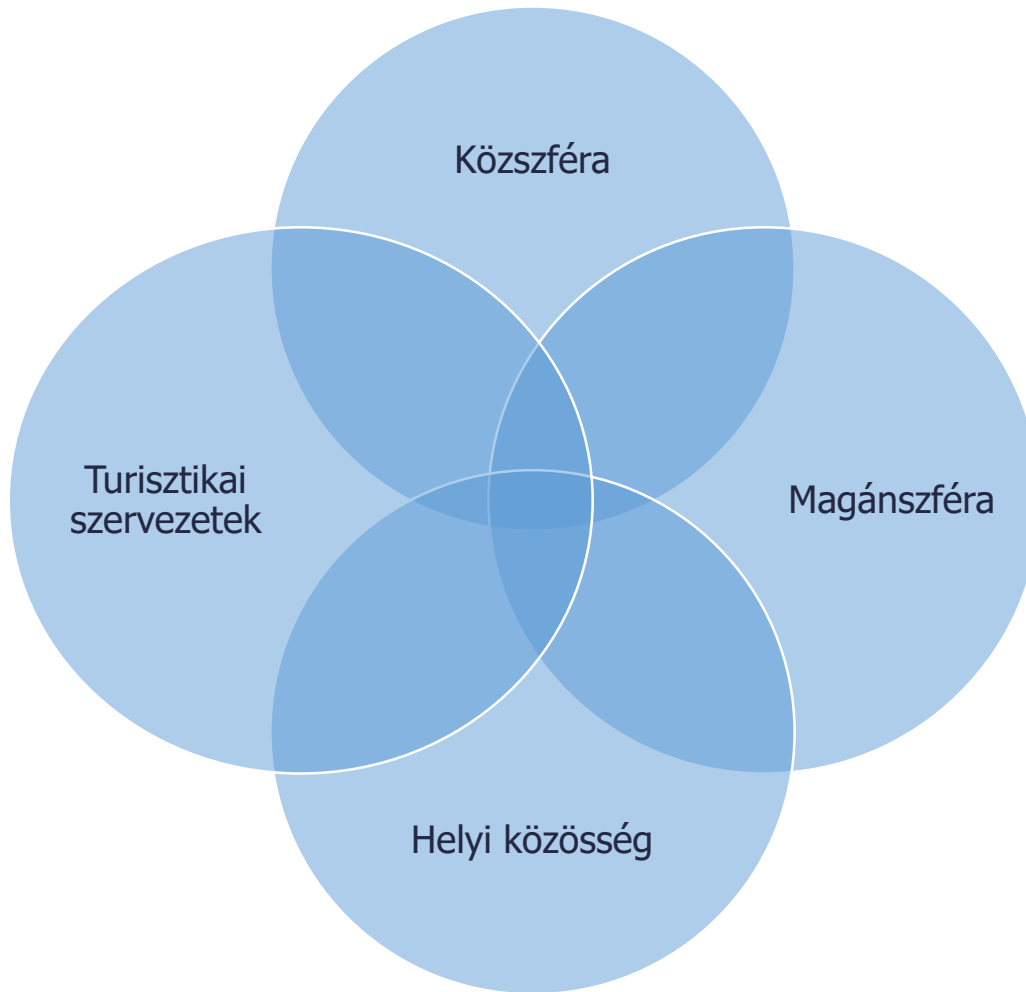 Közszféra
Turisztikai
szervezetek
Magánszféra
Helyi közösség